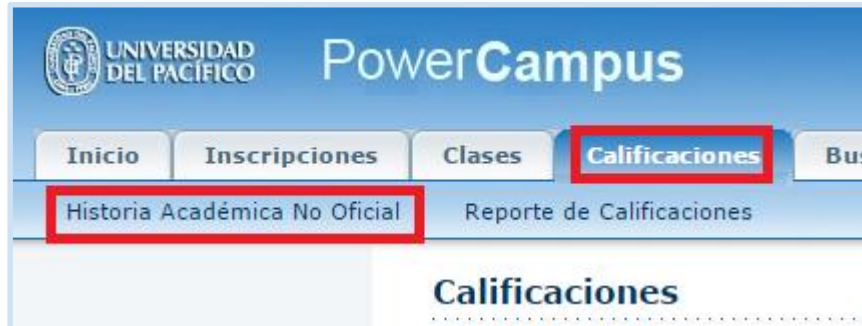 UNIVERSIDAD
DEL PACÍFICO
PowerCampus
Inicio
Inscripciones
Clases
Calificaciones
Historia Académica No Oficial
Reporte de Calificaciones
Calificaciones